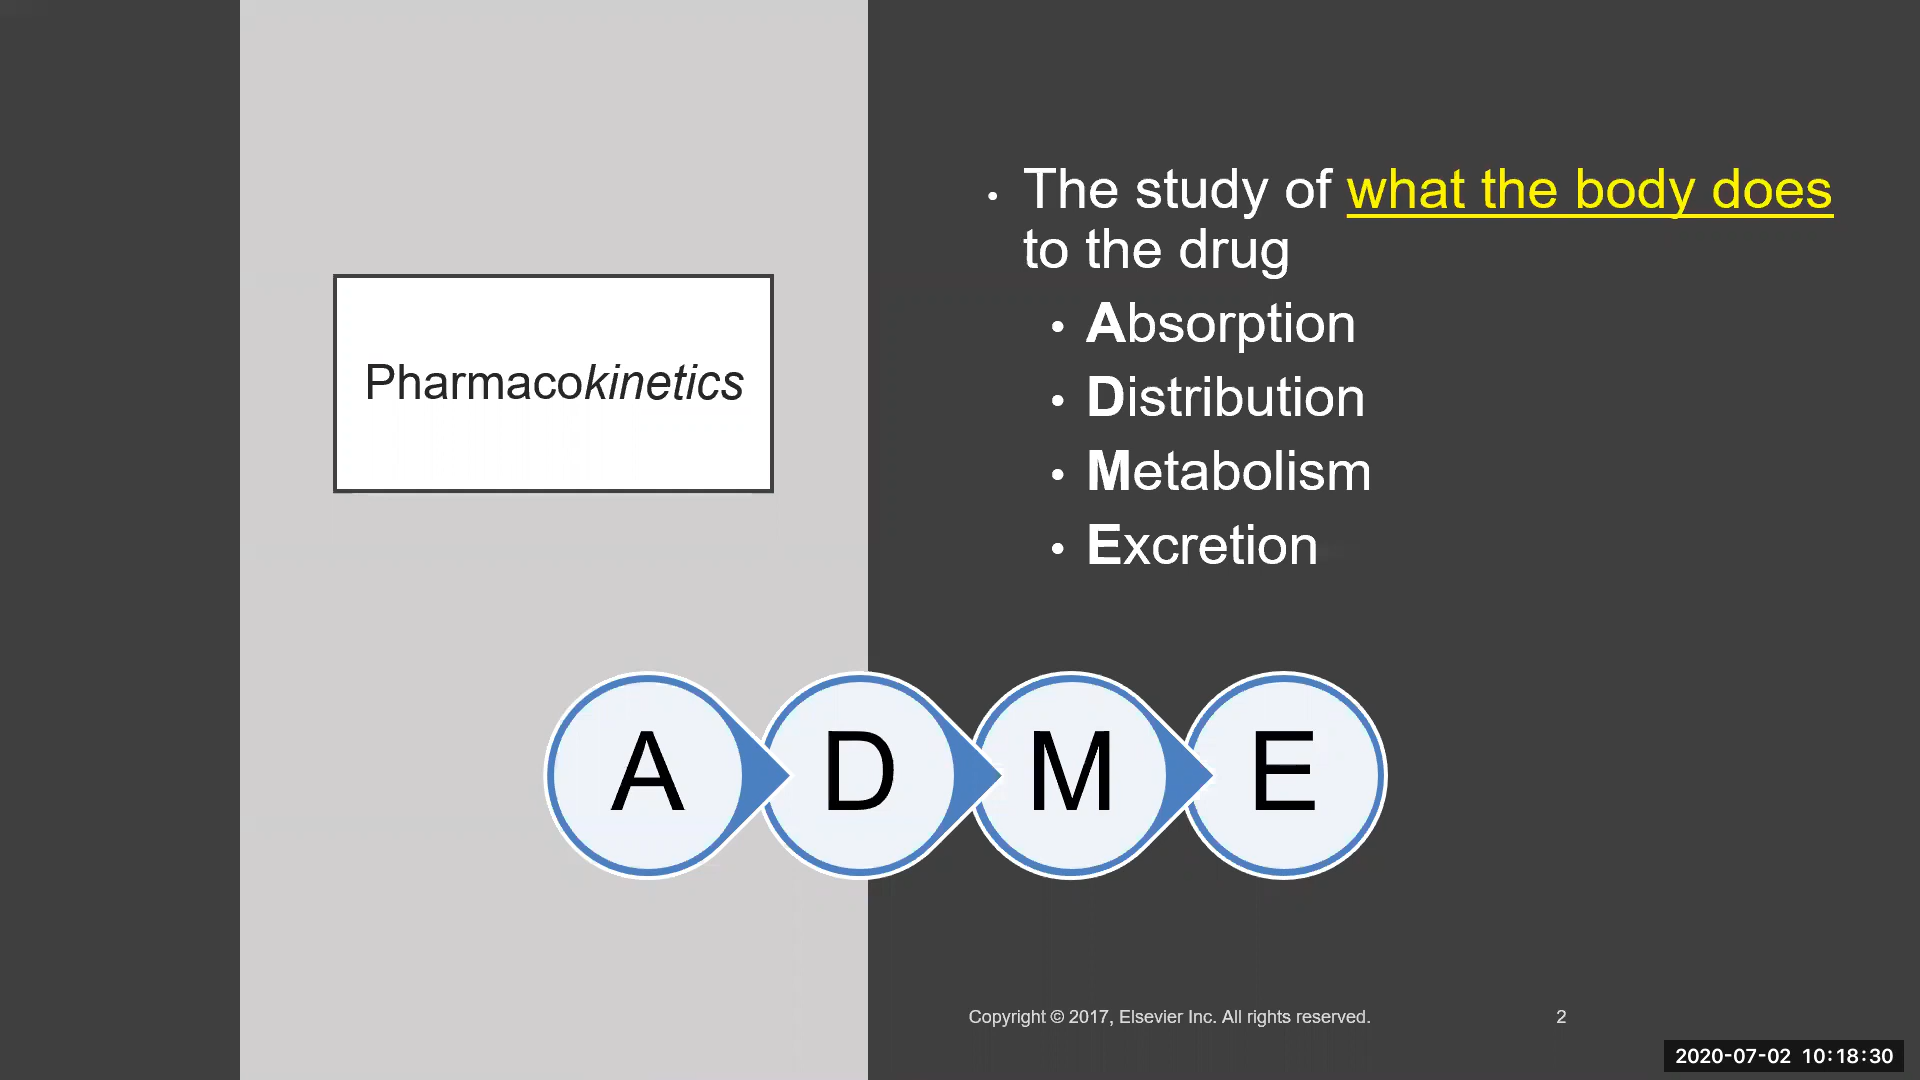 Pharmacokinetics
• The study of what the body does
to the drug
• Absorption
• Distribution
• Metabolism
• Excretion
A D M E
Copyright © 2017, Elsevier Inc. All rights reserved. 2
2020-07-02 10:18:30